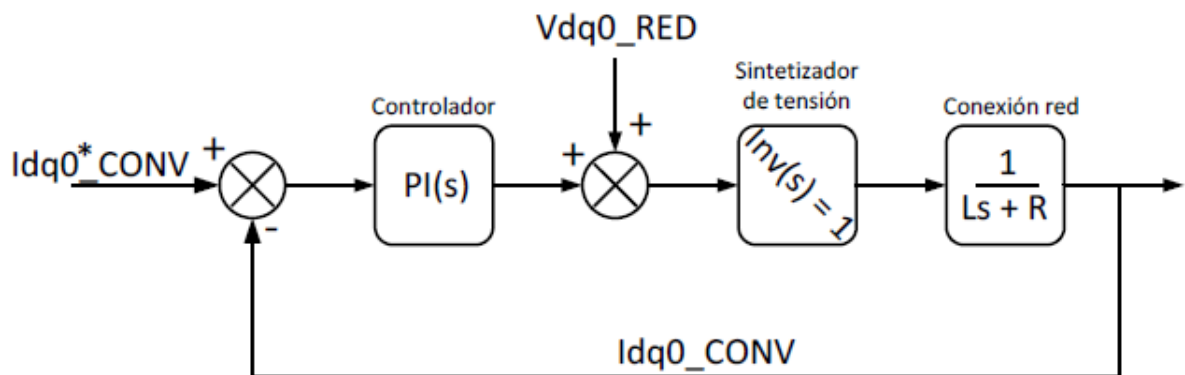 Vdq0_RED
Sintetizador
de tensión
Controlador
Conexión red
+
Idq0*_CONV
+
PI(s)
+
Inv(s) = 1
1
Ls + R
-
Idq0_CONV